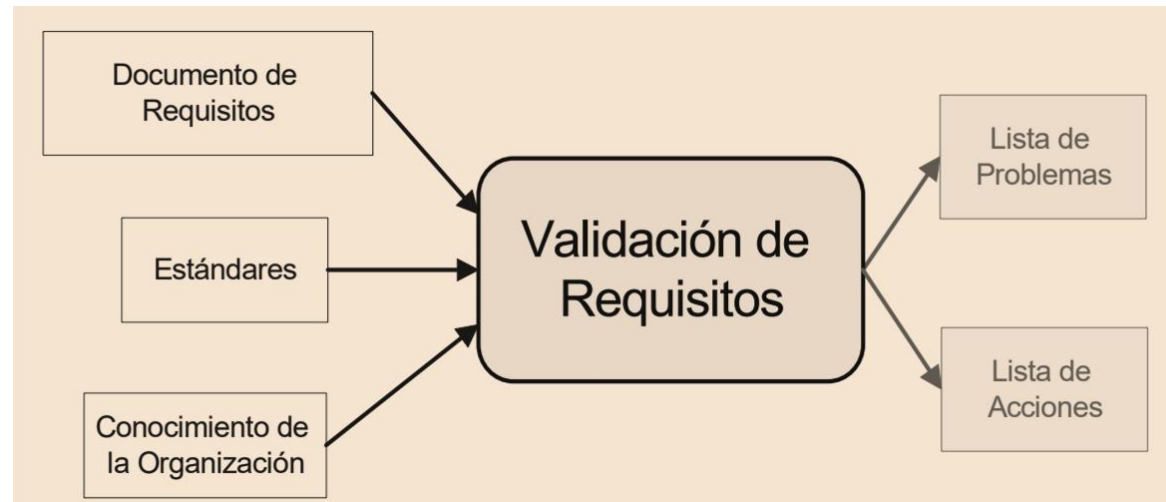 Documento de
Requisitos
Estándares
Conocimiento de
la Organización
Validación de
Requisitos
Lista de
Problemas
Lista de
Acciones